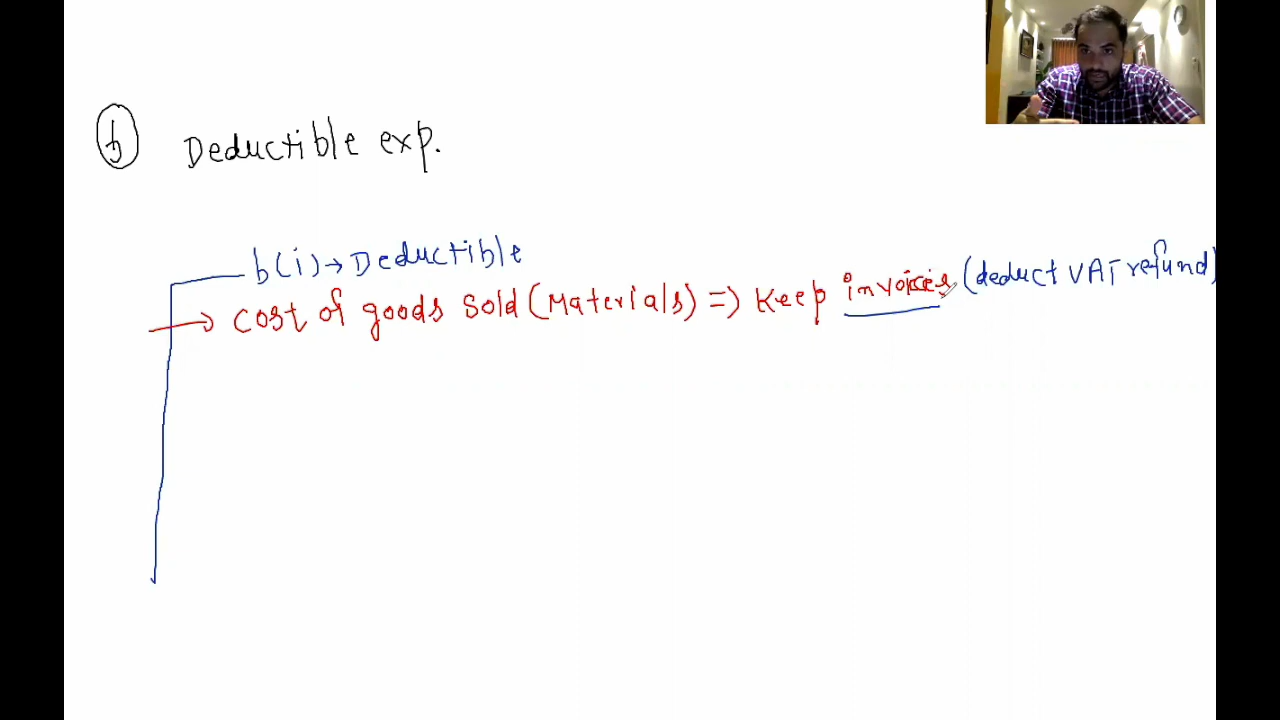 b Deductible exp.
b(i)→ Deductible
→ cost of goods sold (Materials) => Keep invoices (deduct VAT refund)